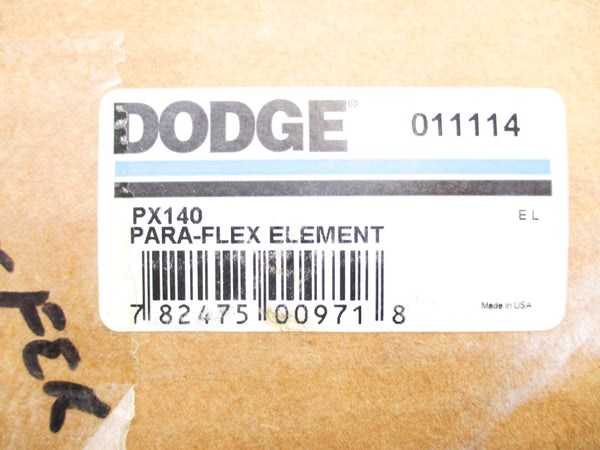 DODGE® 011114
PX140
EL
PARA-FLEX ELEMENT
7 82475 00971 8
Made in USA